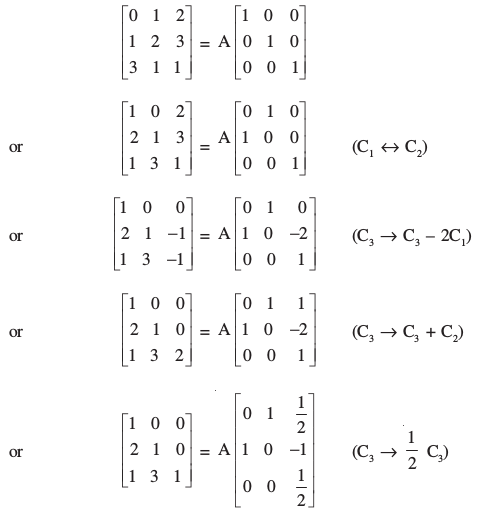 [0 1 2] [1 0 0]
[1 2 3] = A [0 1 0]
[3 1 1] [0 0 1]
[1 0 2] [0 1 0]
or [2 1 3] = A [1 0 0] (C₁ ↔ C₂)
[1 3 1] [0 0 1]
[1 0 0] [0 1 0]
or [2 1 −1] = A [1 0 −2] (C₃ → C₃ – 2C₁)
[1 3 −1] [0 0 1]
[1 0 0] [0 1 1]
or [2 1 0] = A [1 0 −2] (C₃ → C₃ + C₂)
[1 3 2] [0 0 1]
[1 0 0] [0 1 1/2]
or [2 1 0] = A [1 0 −1] (C₃ → 1/2 C₃)
[1 3 1] [0 0 1/2]